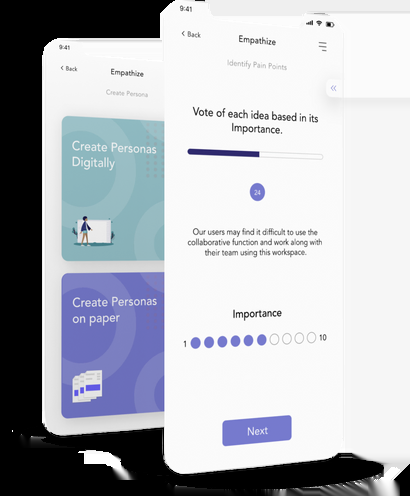 9:41
Back
Empathize
Create Persona
Create Personas
Digitally
Create Personas
on paper
9:41
Back
Empathize
Identify Pain Points
Vote of each idea based in its
Importance.
24
Our users may find it difficult to use the
collaborative function and work along with
their team using this workspace.
Importance
1 10
Next